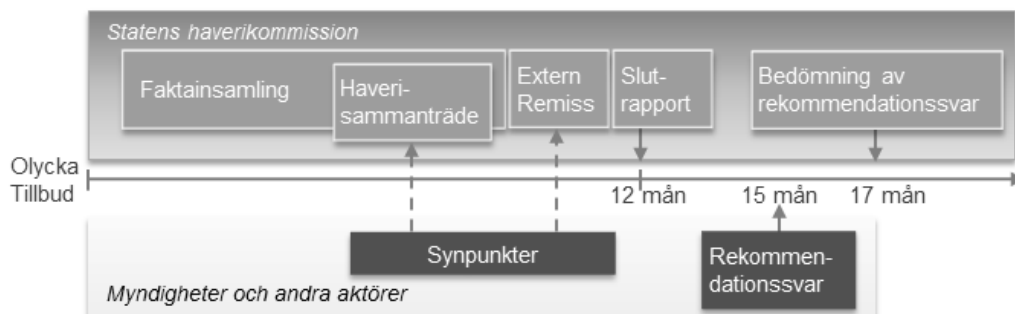 Statens haverikommission
Faktainsamling
Haveri-
sammanträde
Extern
Remiss
Slut-
rapport
Bedömning av
rekommendationssvar
Olycka
Tillbud
12 mån
15 mån
17 mån
Synpunkter
Rekommen-
dationssvar
Myndigheter och andra aktörer